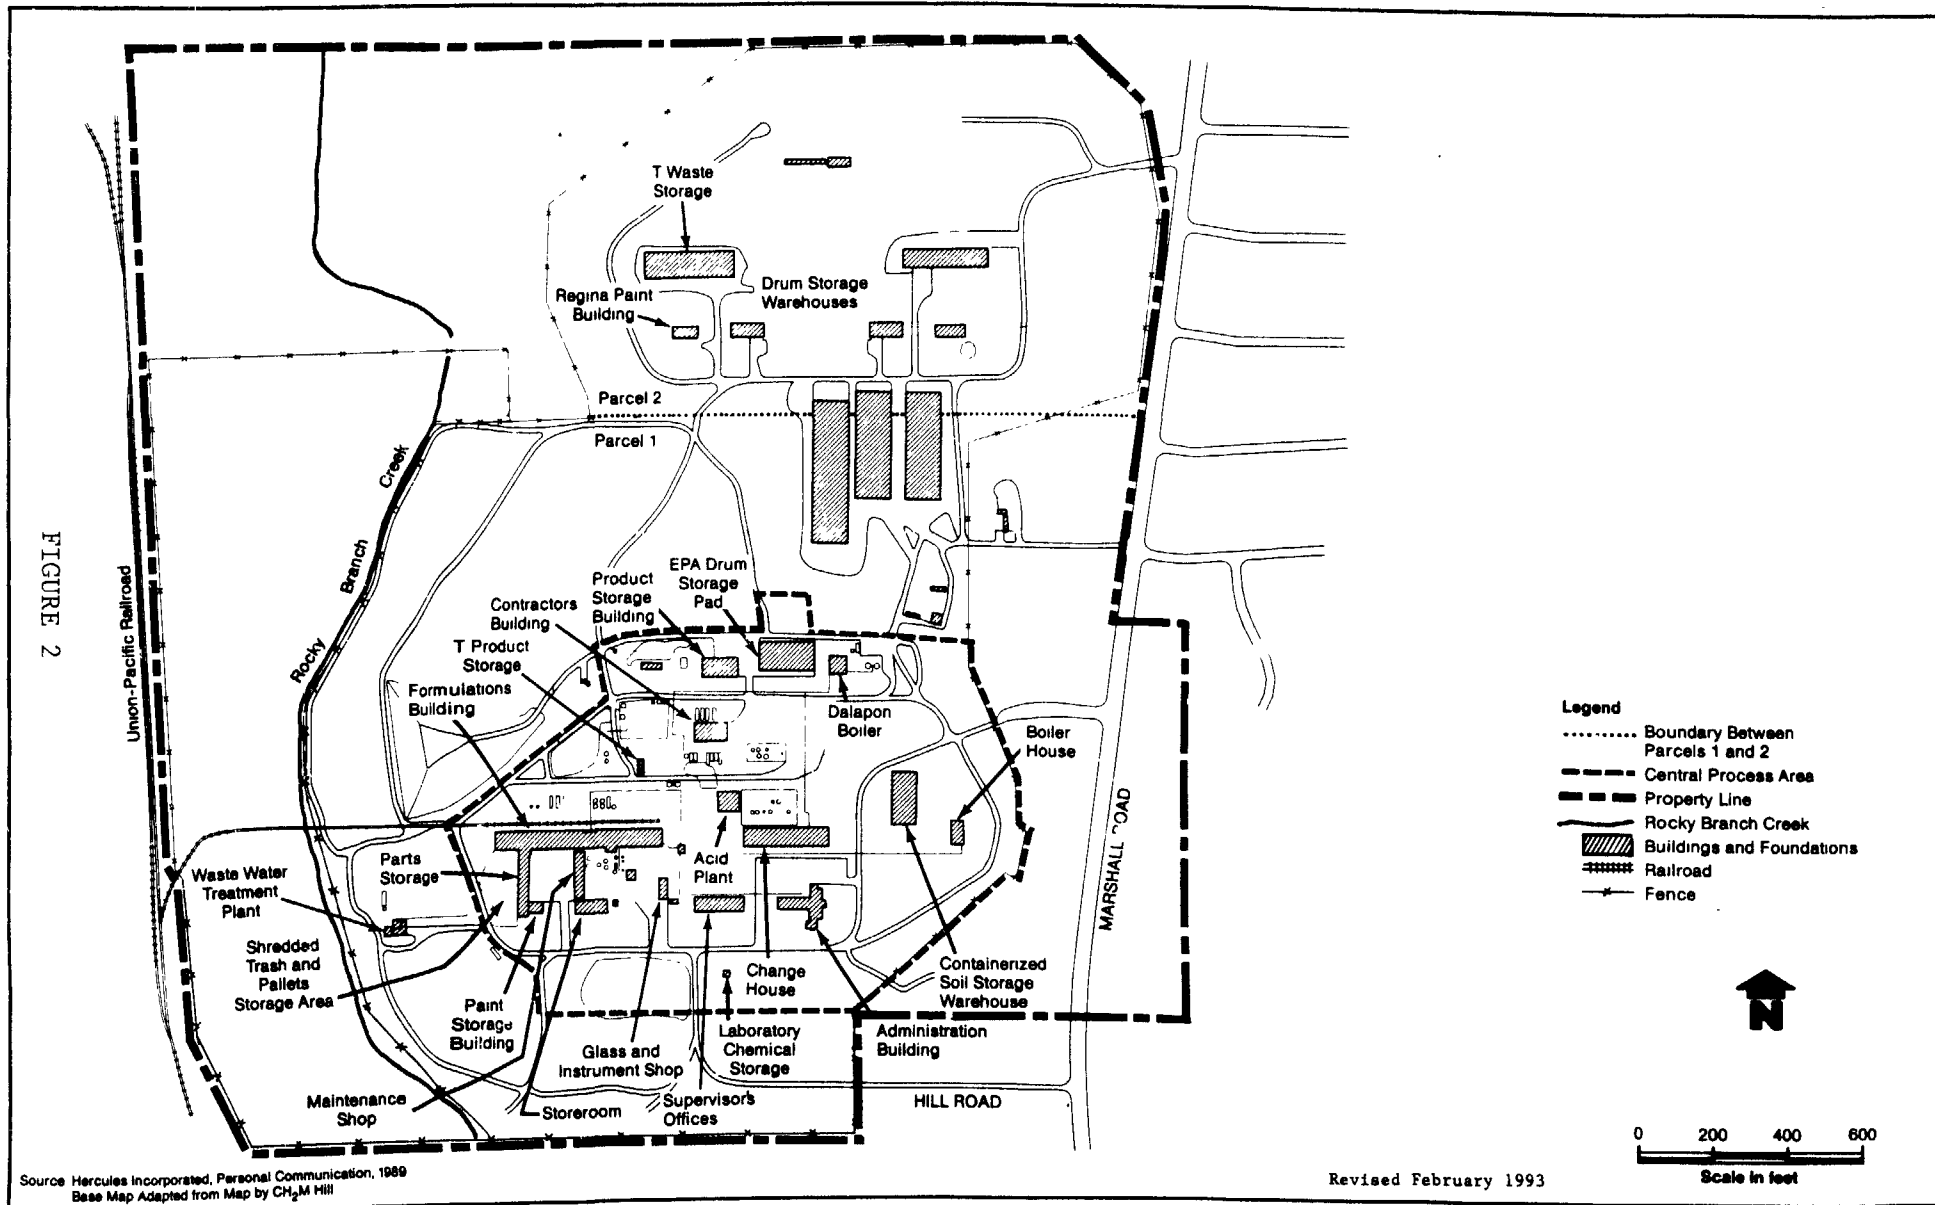 T Waste
Storage
Regina Paint
Building
Drum Storage
Warehouses
Parcel 2
Parcel 1
Rocky Branch Creek
Union-Pacific Railroad
FIGURE 2
EPA Drum
Storage
Pad
Product
Storage
Building
Contractors
Building
T Product
Storage
Formulations
Building
Dalapon
Boiler
Boiler
House
MARSHALL ROAD
Parts
Storage
Acid
Plant
Waste Water
Treatment
Plant
Shredded
Trash and
Pallets
Storage Area
Paint
Storage
Building
Maintenance
Shop
Storeroom
Glass and
Instrument Shop
Supervisor's
Offices
Laboratory
Chemical
Storage
Change
House
Containerized
Soil Storage
Warehouse
Administration
Building
HILL ROAD
Legend
Boundary Between
Parcels 1 and 2
Central Process Area
Property Line
Rocky Branch Creek
Buildings and Foundations
Railroad
Fence
N
0 200 400 600
Scale in feet
Source Hercules Incorporated, Personal Communication, 1989
Base Map Adapted from Map by CH2M Hill
Revised February 1993